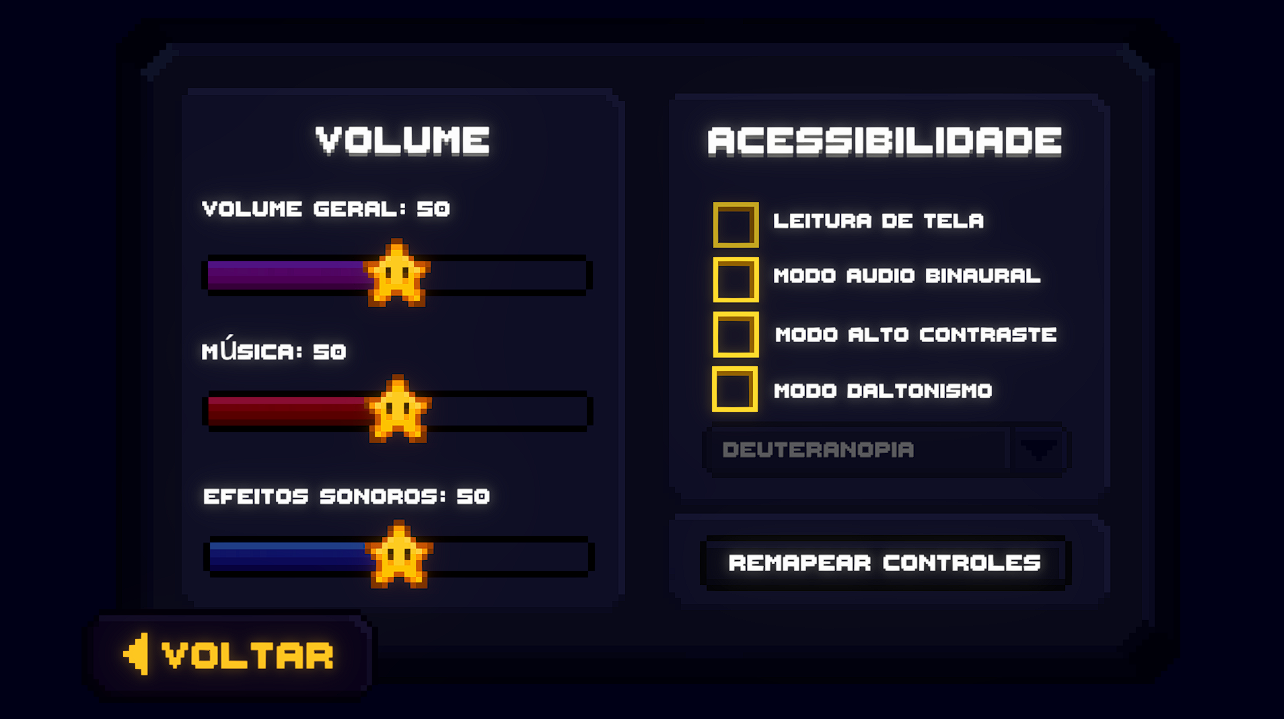 VOLUME
VOLUME GERAL: 50
MÚSICA: 50
EFEITOS SONOROS: 50
ACESSIBILIDADE
LEITURA DE TELA
MODO AUDIO BINAURAL
MODO ALTO CONTRASTE
MODO DALTONISMO
DEUTERANOPIA
REMAPEAR CONTROLES
VOLTAR